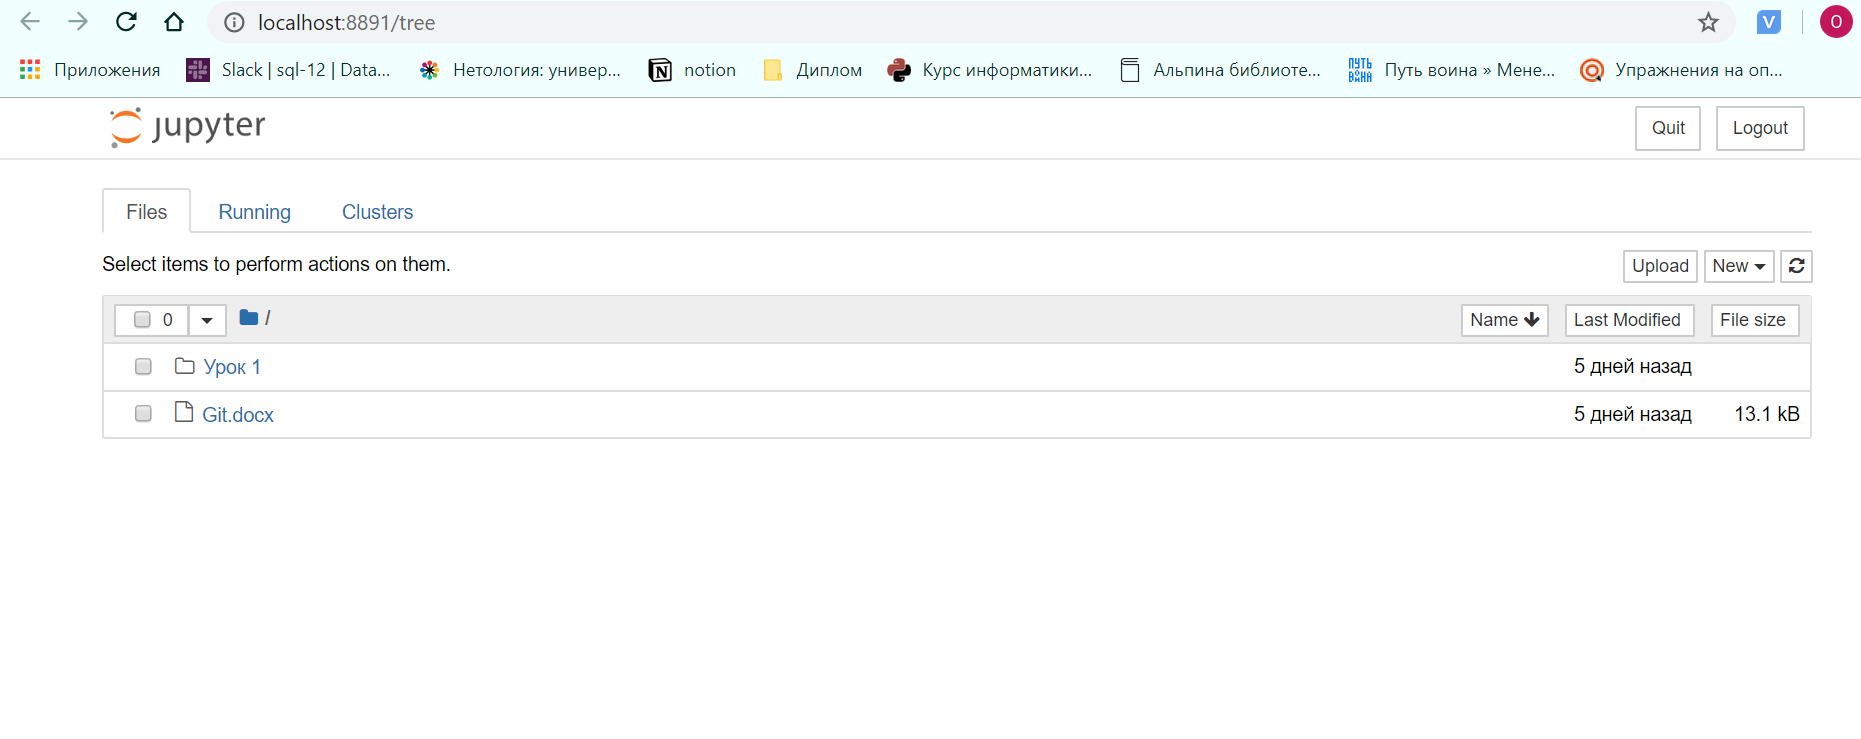 localhost:8891/tree
V
O
Приложения
Slack | sql-12 | Data...
Нетология: универ...
notion
Диплом
Курс информатики...
Альпина библиоте...
ПУТЬ ВОИНА
Путь воина » Мене...
Упражнения на оп...
jupyter
Quit
Logout
Files
Running
Clusters
Select items to perform actions on them.
Upload
New
0
/
Name
Last Modified
File size
Урок 1
5 дней назад
Git.docx
5 дней назад
13.1 kB